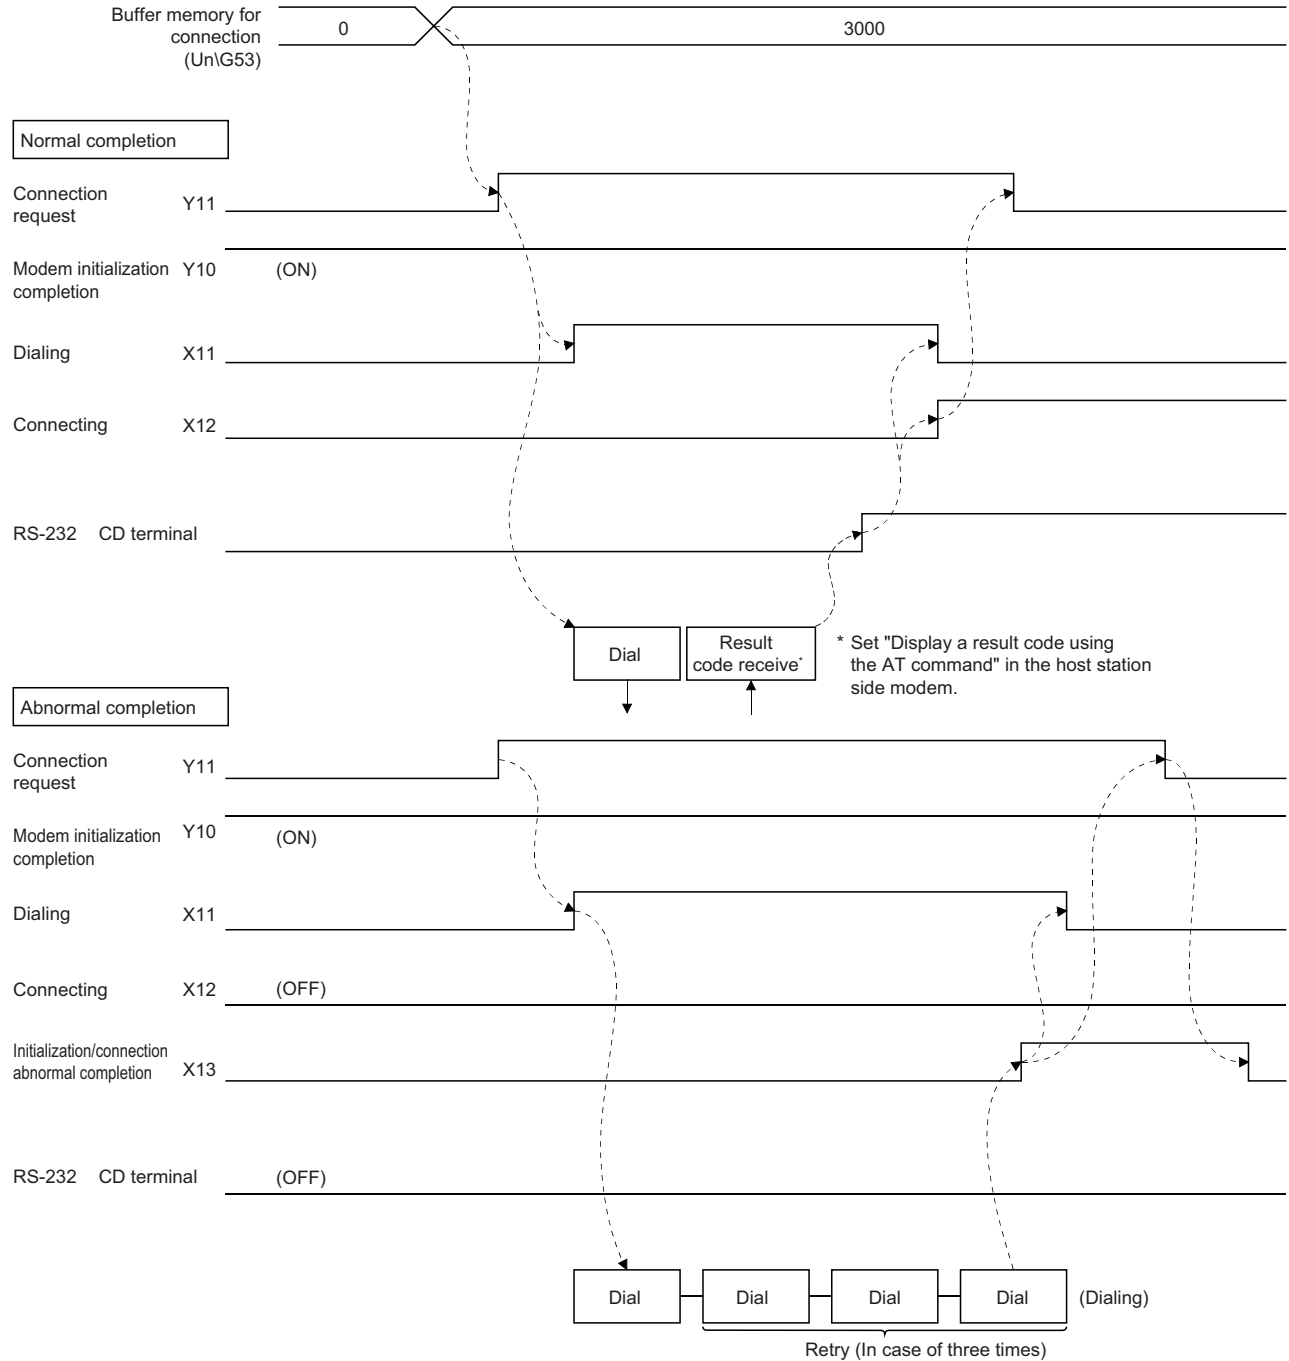 Buffer memory for
connection
(Un\G53)
0
3000
Normal completion
Connection
request
Y11
Modem initialization
completion
Y10
(ON)
Dialing
X11
Connecting
X12
RS-232 CD terminal
Dial
Result
code receive*
* Set "Display a result code using
the AT command" in the host station
side modem.
Abnormal completion
Connection
request
Y11
Modem initialization
completion
Y10
(ON)
Dialing
X11
Connecting
X12
(OFF)
Initialization/connection
abnormal completion
X13
RS-232 CD terminal
(OFF)
Dial
Dial
Dial
Dial
(Dialing)
Retry (In case of three times)